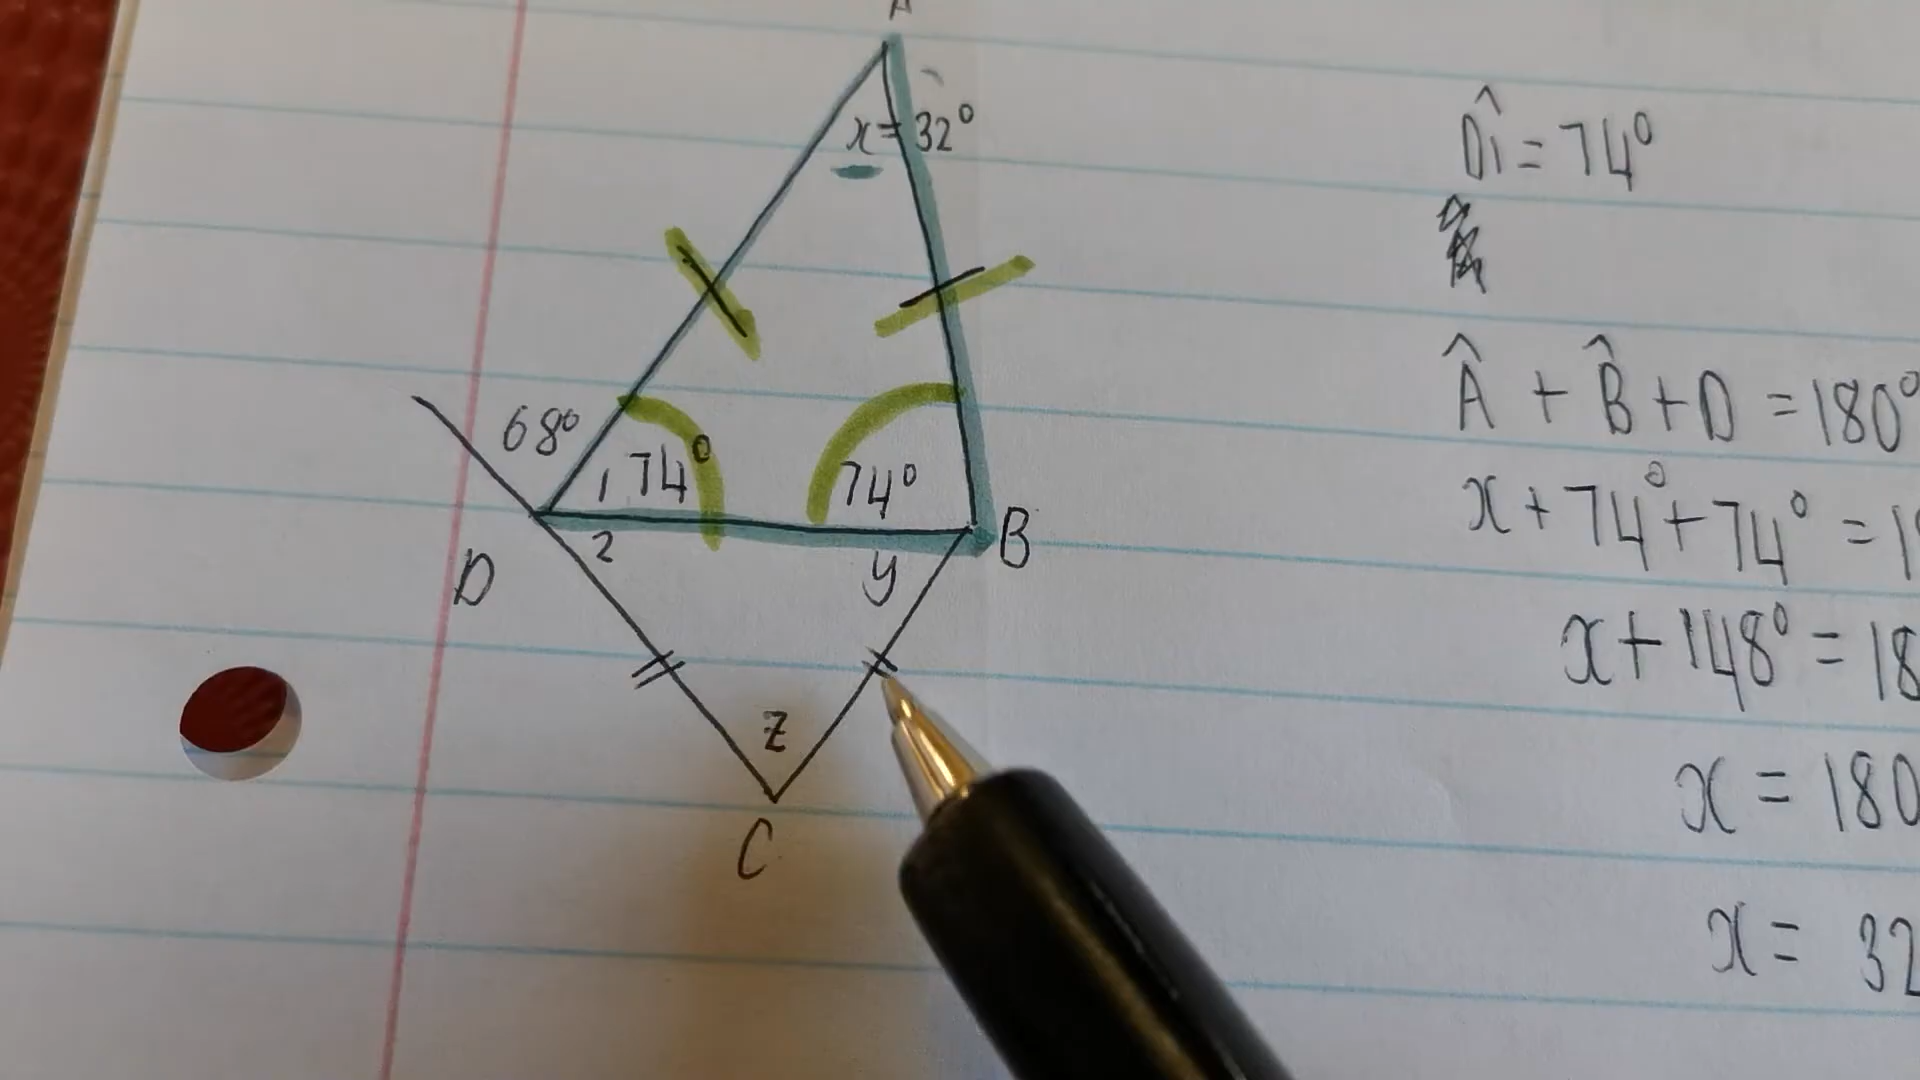 A
x=32°
68°
1 74°
74°
D
2
y
B
z
C
D̂1 = 74°
Â + B̂ + D = 180°
x + 74° + 74° = 1
x + 148° = 18
x = 180
x = 32